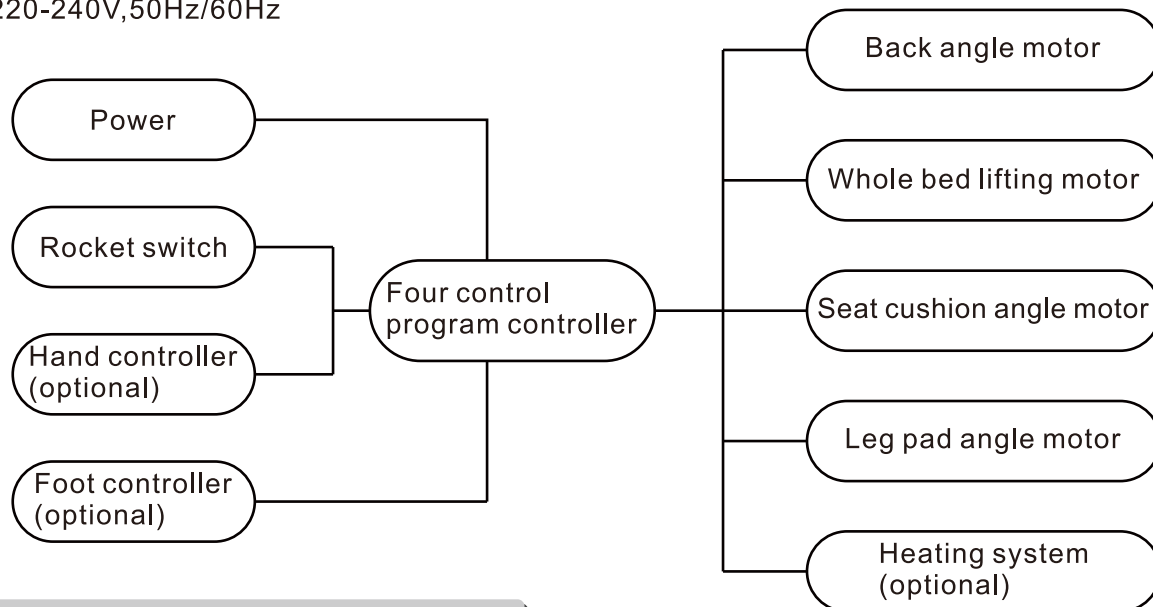 220-240V,50Hz/60Hz
Power
Rocket switch
Hand controller
(optional)
Foot controller
(optional)
Four control
program controller
Back angle motor
Whole bed lifting motor
Seat cushion angle motor
Leg pad angle motor
Heating system
(optional)